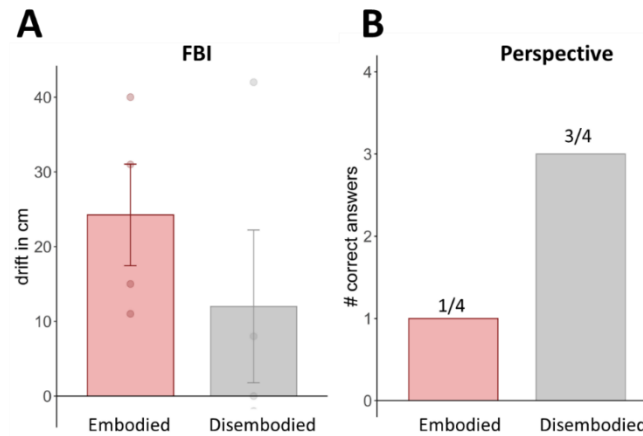 A
B
FBI
Perspective
drift in cm
40
30
20
10
0
Embodied
Disembodied
# correct answers
4
3
2
1
0
1/4
3/4
Embodied
Disembodied